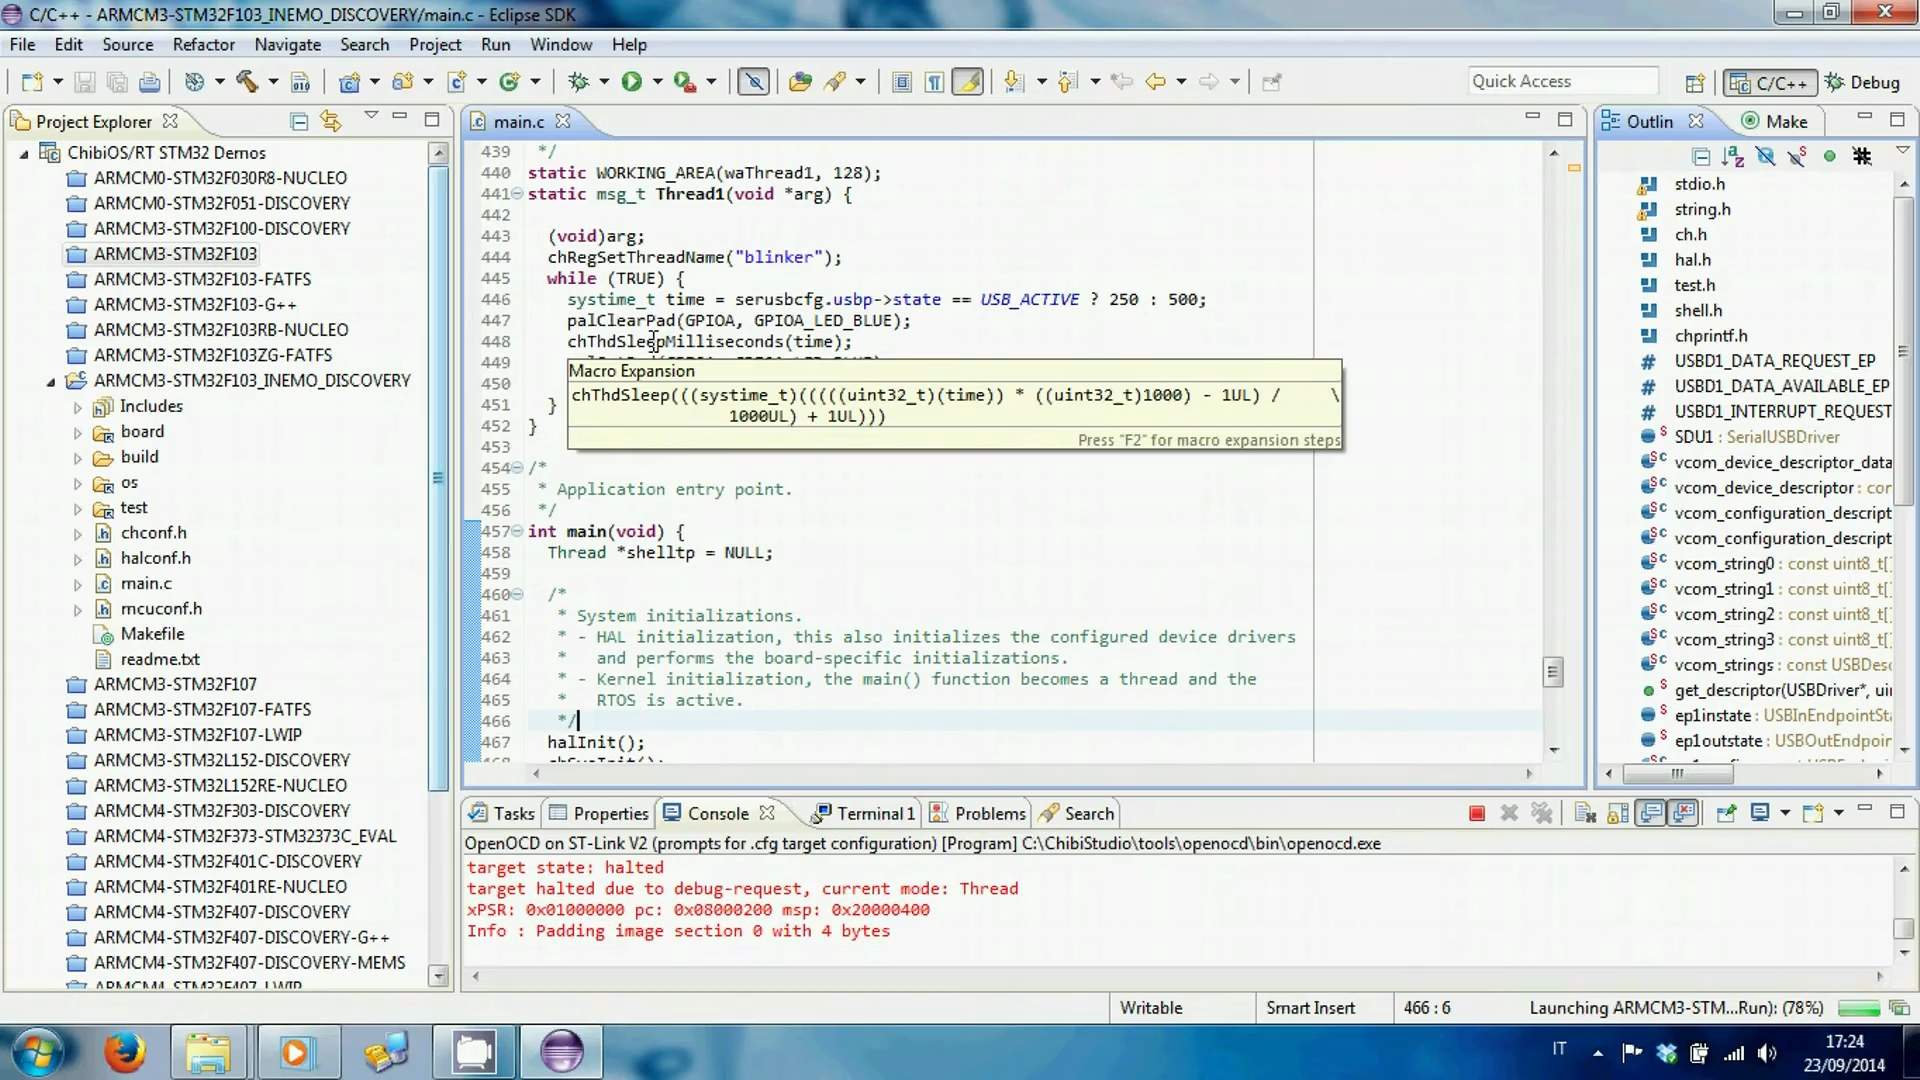 C/C++ - ARMCM3-STM32F103_INEMO_DISCOVERY/main.c - Eclipse SDK
File Edit Source Refactor Navigate Search Project Run Window Help
Quick Access
C/C++
Debug
Project Explorer
ChibiOS/RT STM32 Demos
ARMCM0-STM32F030R8-NUCLEO
ARMCM0-STM32F051-DISCOVERY
ARMCM3-STM32F100-DISCOVERY
ARMCM3-STM32F103
ARMCM3-STM32F103-FATFS
ARMCM3-STM32F103-G++
ARMCM3-STM32F103RB-NUCLEO
ARMCM3-STM32F103ZG-FATFS
ARMCM3-STM32F103_INEMO_DISCOVERY
Includes
board
build
os
test
chconf.h
halconf.h
main.c
mcuconf.h
Makefile
readme.txt
ARMCM3-STM32F107
ARMCM3-STM32F107-FATFS
ARMCM3-STM32F107-LWIP
ARMCM3-STM32L152-DISCOVERY
ARMCM3-STM32L152RE-NUCLEO
ARMCM4-STM32F303-DISCOVERY
ARMCM4-STM32F373-STM32373C_EVAL
ARMCM4-STM32F401C-DISCOVERY
ARMCM4-STM32F401RE-NUCLEO
ARMCM4-STM32F407-DISCOVERY
ARMCM4-STM32F407-DISCOVERY-G++
ARMCM4-STM32F407-DISCOVERY-MEMS
ARMCM4-STM32F407-LWIP
main.c
439 */
440 static WORKING_AREA(waThread1, 128);
441 static msg_t Thread1(void *arg) {
442
443 (void)arg;
444 chRegSetThreadName("blinker");
445 while (TRUE) {
446 systime_t time = serusbcfg.usbp->state == USB_ACTIVE ? 250 : 500;
447 palClearPad(GPIOA, GPIOA_LED_BLUE);
448 chThdSleepMilliseconds(time);
449
450
451 }
452 }
453
Macro Expansion
chThdSleep(((systime_t)(((((uint32_t)(time)) * ((uint32_t)1000) - 1UL) / \
1000UL) + 1UL)))
Press "F2" for macro expansion steps
454 /*
455 * Application entry point.
456 */
457 int main(void) {
458 Thread *shelltp = NULL;
459
460 /*
461 * System initializations.
462 * - HAL initialization, this also initializes the configured device drivers
463 * and performs the board-specific initializations.
464 * - Kernel initialization, the main() function becomes a thread and the
465 * RTOS is active.
466 */
467 halInit();
chSysInit();
Outlin
Make
stdio.h
string.h
ch.h
hal.h
test.h
shell.h
chprintf.h
USBD1_DATA_REQUEST_EP
USBD1_DATA_AVAILABLE_EP
USBD1_INTERRUPT_REQUEST
SDU1 : SerialUSBDriver
vcom_device_descriptor_data
vcom_device_descriptor : cor
vcom_configuration_descript
vcom_configuration_descript
vcom_string0 : const uint8_t[]
vcom_string1 : const uint8_t[]
vcom_string2 : const uint8_t[]
vcom_string3 : const uint8_t[]
vcom_strings : const USBDesc
get_descriptor(USBDriver*, uin
ep1instate : USBInEndpointSta
ep1outstate : USBOutEndpoin
Tasks Properties Console Terminal 1 Problems Search
OpenOCD on ST-Link V2 (prompts for .cfg target configuration) [Program] C:\ChibiStudio\tools\openocd\bin\openocd.exe
target state: halted
target halted due to debug-request, current mode: Thread
xPSR: 0x01000000 pc: 0x08000200 msp: 0x20000400
Info : Padding image section 0 with 4 bytes
Writable
Smart Insert
466 : 6
Launching ARMCM3-STM...Run): (78%)
IT
17:24
23/09/2014